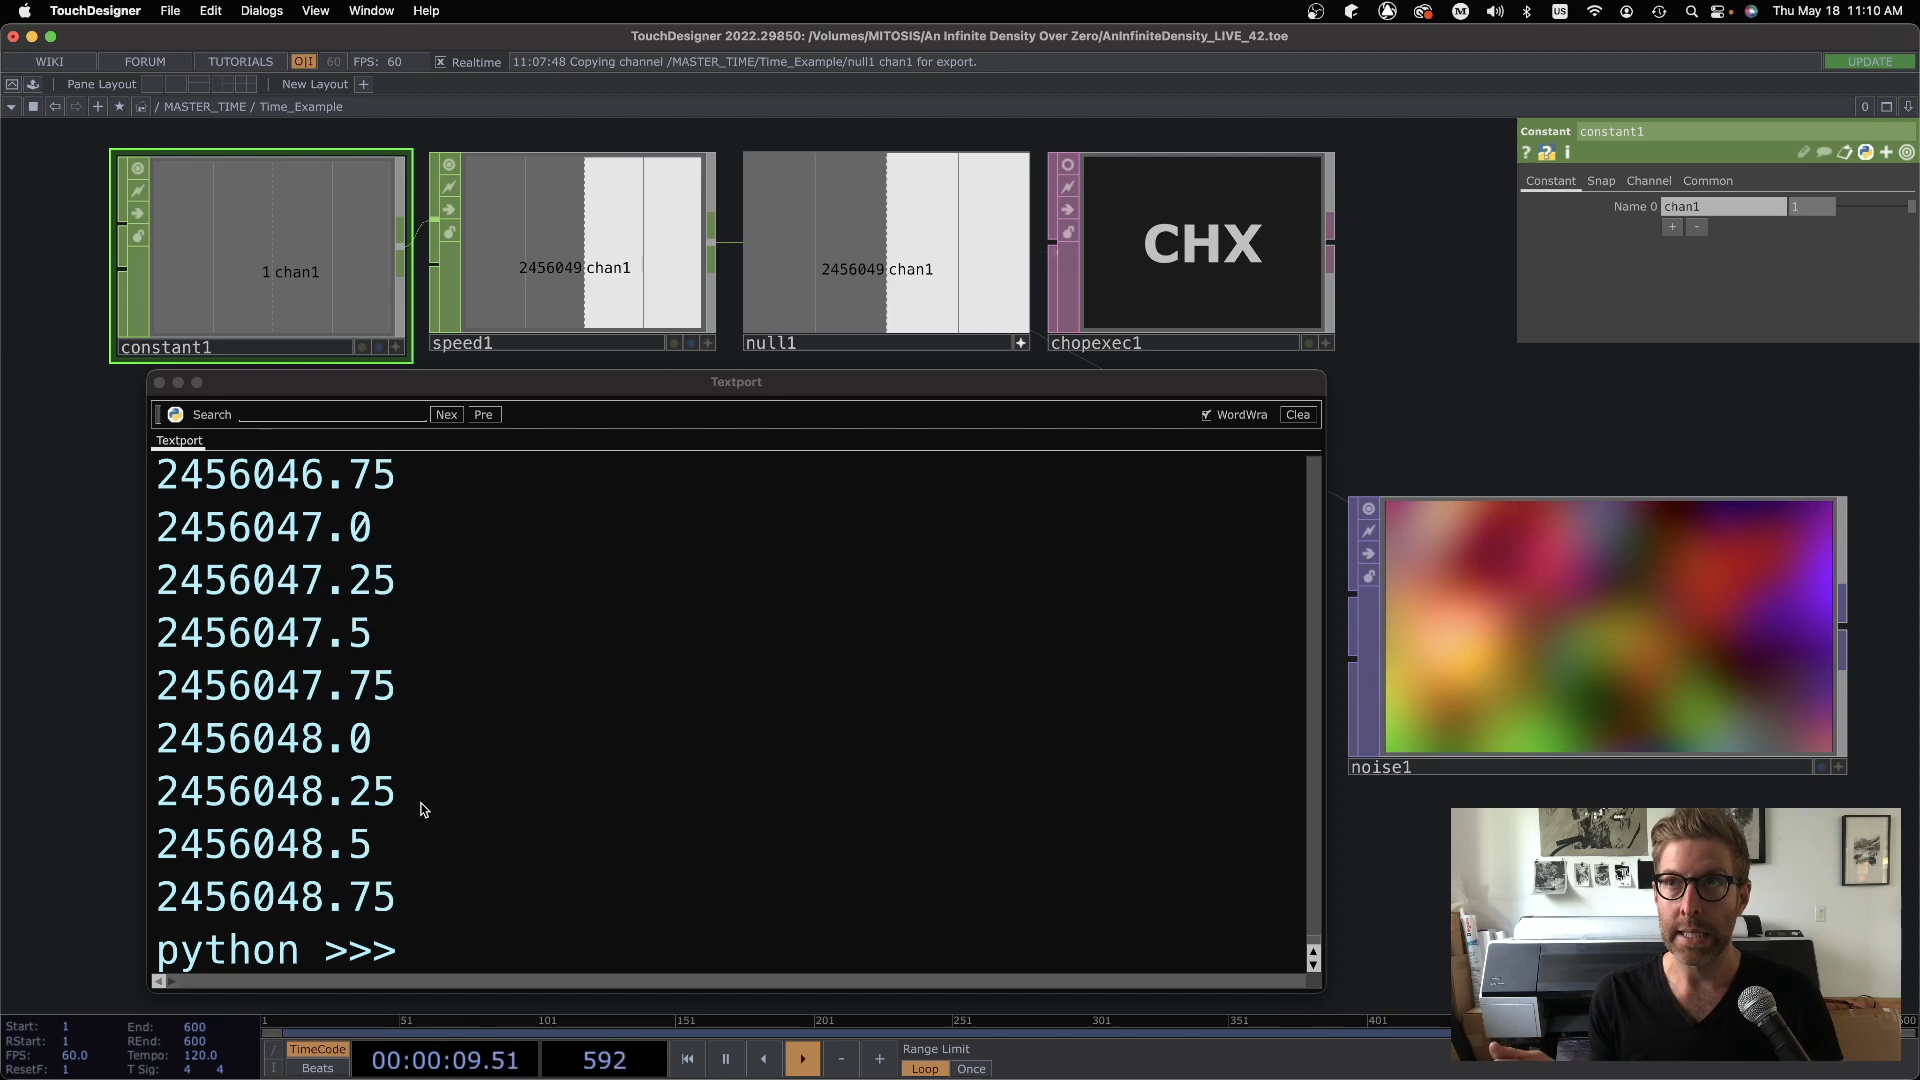 TouchDesigner File Edit Dialogs View Window Help
US Thu May 18 11:10 AM
TouchDesigner 2022.29850: /Volumes/MITOSIS/An Infinite Density Over Zero/AnInfiniteDensity_LIVE_42.toe
WIKI FORUM TUTORIALS O|I 60 FPS: 60 Realtime 11:07:48 Copying channel /MASTER_TIME/Time_Example/null1 chan1 for export. UPDATE
Pane Layout New Layout +
/ MASTER_TIME / Time_Example 0
Constant constant1
? ? i
Constant Snap Channel Common
Name 0 chan1 1
+ -
1 chan1
constant1
2456049 chan1
speed1
2456049 chan1
null1
CHX
chopexec1
Textport
Search Nex Pre WordWra Clea
Textport
2456046.75
2456047.0
2456047.25
2456047.5
2456047.75
2456048.0
2456048.25
2456048.5
2456048.75
python >>>
noise1
Start: 1 End: 600
RStart: 1 REnd: 600
FPS: 60.0 Tempo: 120.0
ResetF: 1 T Sig: 4 4
1 51 101 151 201 251 301 351 401
TimeCode
Beats
00:00:09.51 592
- +
Range Limit
Loop Once